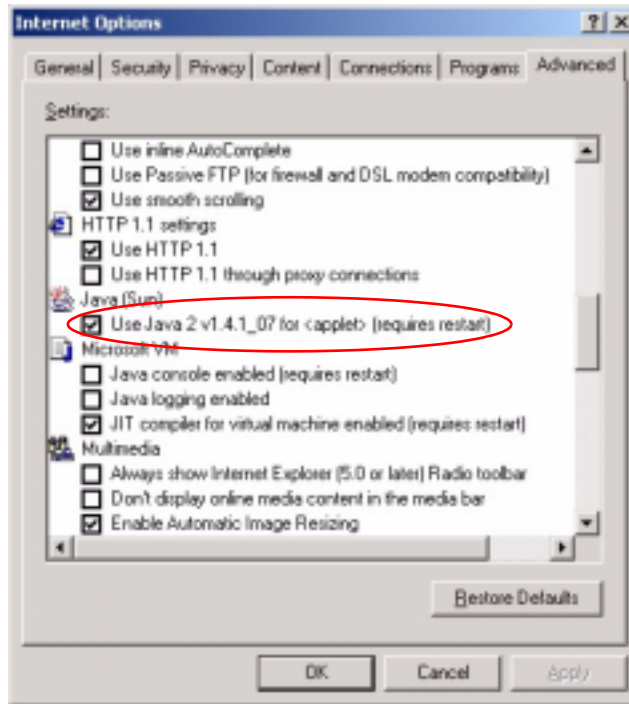 Internet Options
General Security Privacy Content Connections Programs Advanced
Settings:
Use inline AutoComplete
Use Passive FTP (for firewall and DSL modem compatibility)
Use smooth scrolling
HTTP 1.1 settings
Use HTTP 1.1
Use HTTP 1.1 through proxy connections
Java (Sun)
Use Java 2 v1.4.1_07 for <applet> (requires restart)
Microsoft VM
Java console enabled (requires restart)
Java logging enabled
JIT compiler for virtual machine enabled (requires restart)
Multimedia
Always show Internet Explorer (5.0 or later) Radio toolbar
Don't display online media content in the media bar
Enable Automatic Image Resizing
Restore Defaults
OK Cancel Apply